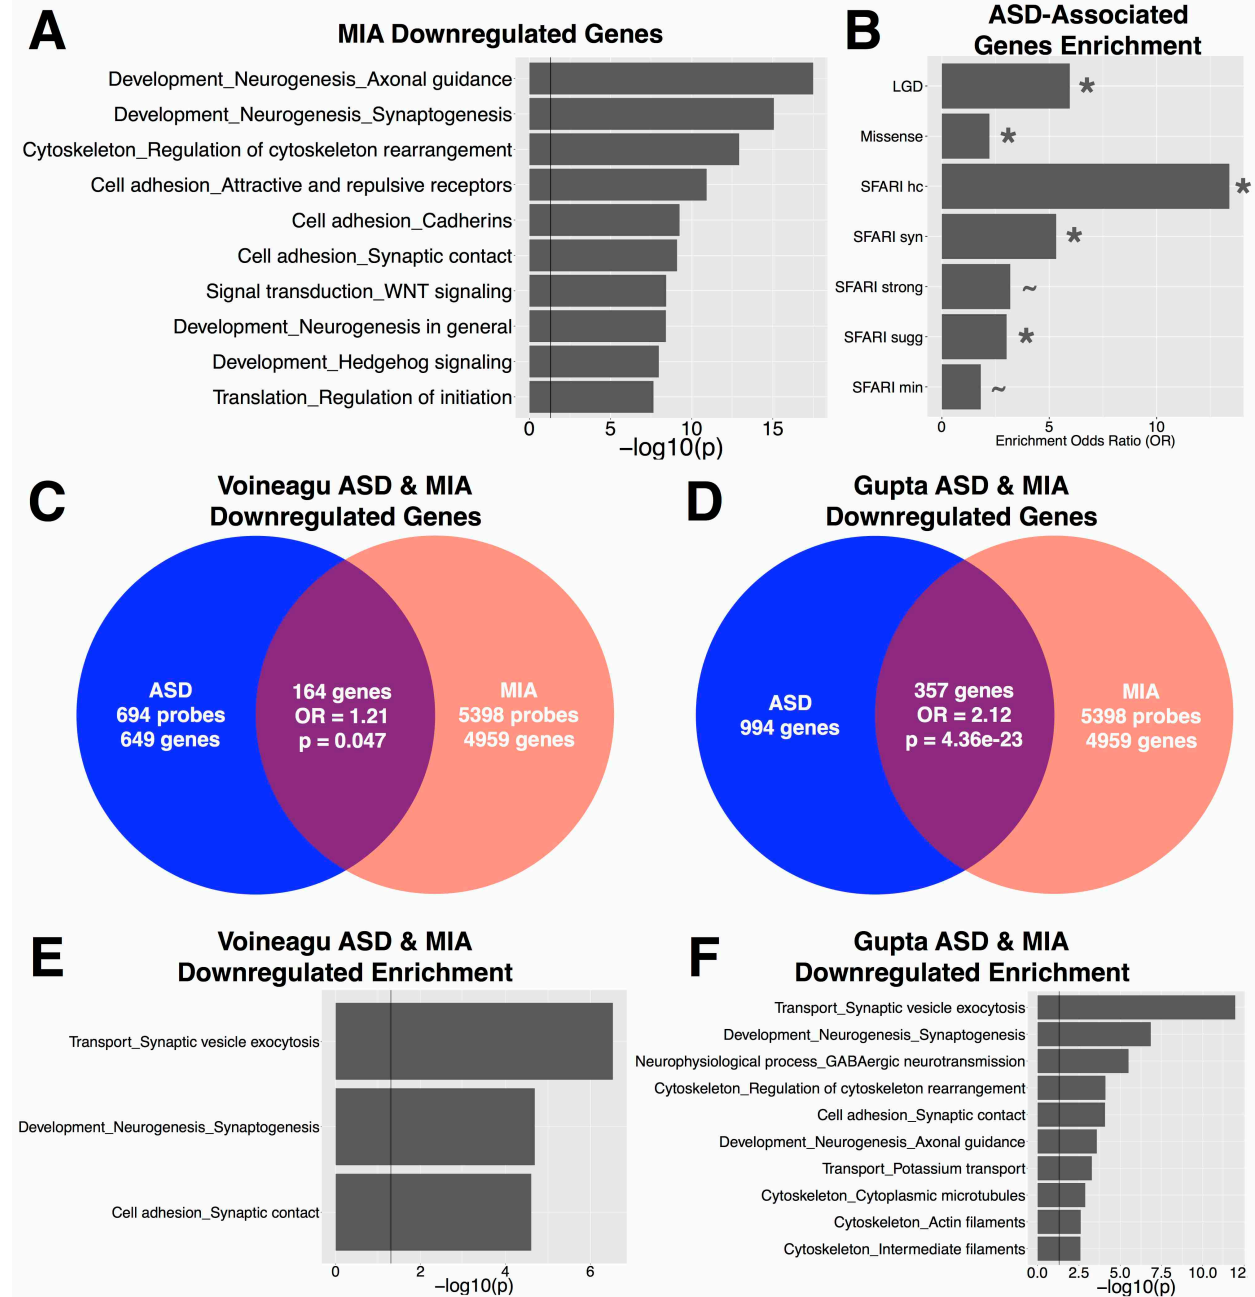 A
MIA Downregulated Genes
Development_Neurogenesis_Axonal guidance
Development_Neurogenesis_Synaptogenesis
Cytoskeleton_Regulation of cytoskeleton rearrangement
Cell adhesion_Attractive and repulsive receptors
Cell adhesion_Cadherins
Cell adhesion_Synaptic contact
Signal transduction_WNT signaling
Development_Neurogenesis in general
Development_Hedgehog signaling
Translation_Regulation of initiation
0 5 10 15
−log10(p)
B
ASD-Associated
Genes Enrichment
LGD *
Missense *
SFARI hc *
SFARI syn *
SFARI strong ~
SFARI sugg *
SFARI min ~
0 5 10
Enrichment Odds Ratio (OR)
C
Voineagu ASD & MIA
Downregulated Genes
ASD
694 probes
649 genes
164 genes
OR = 1.21
p = 0.047
MIA
5398 probes
4959 genes
D
Gupta ASD & MIA
Downregulated Genes
ASD
994 genes
357 genes
OR = 2.12
p = 4.36e-23
MIA
5398 probes
4959 genes
E
Voineagu ASD & MIA
Downregulated Enrichment
Transport_Synaptic vesicle exocytosis
Development_Neurogenesis_Synaptogenesis
Cell adhesion_Synaptic contact
0 2 4 6
−log10(p)
F
Gupta ASD & MIA
Downregulated Enrichment
Transport_Synaptic vesicle exocytosis
Development_Neurogenesis_Synaptogenesis
Neurophysiological process_GABAergic neurotransmission
Cytoskeleton_Regulation of cytoskeleton rearrangement
Cell adhesion_Synaptic contact
Development_Neurogenesis_Axonal guidance
Transport_Potassium transport
Cytoskeleton_Cytoplasmic microtubules
Cytoskeleton_Actin filaments
Cytoskeleton_Intermediate filaments
0.0 2.5 5.0 7.5 10.0 12
−log10(p)